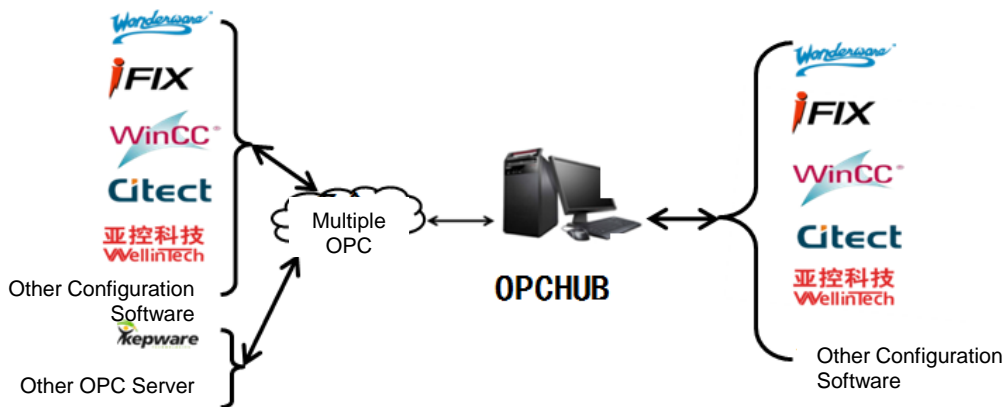 Wonderware
iFIX
WinCC®
Citect
亚控科技
WellinTech
Other Configuration
Software
Kepware
Other OPC Server
Multiple
OPC
OPCHUB
Wonderware
iFIX
WinCC®
Citect
亚控科技
WellinTech
Other Configuration
Software